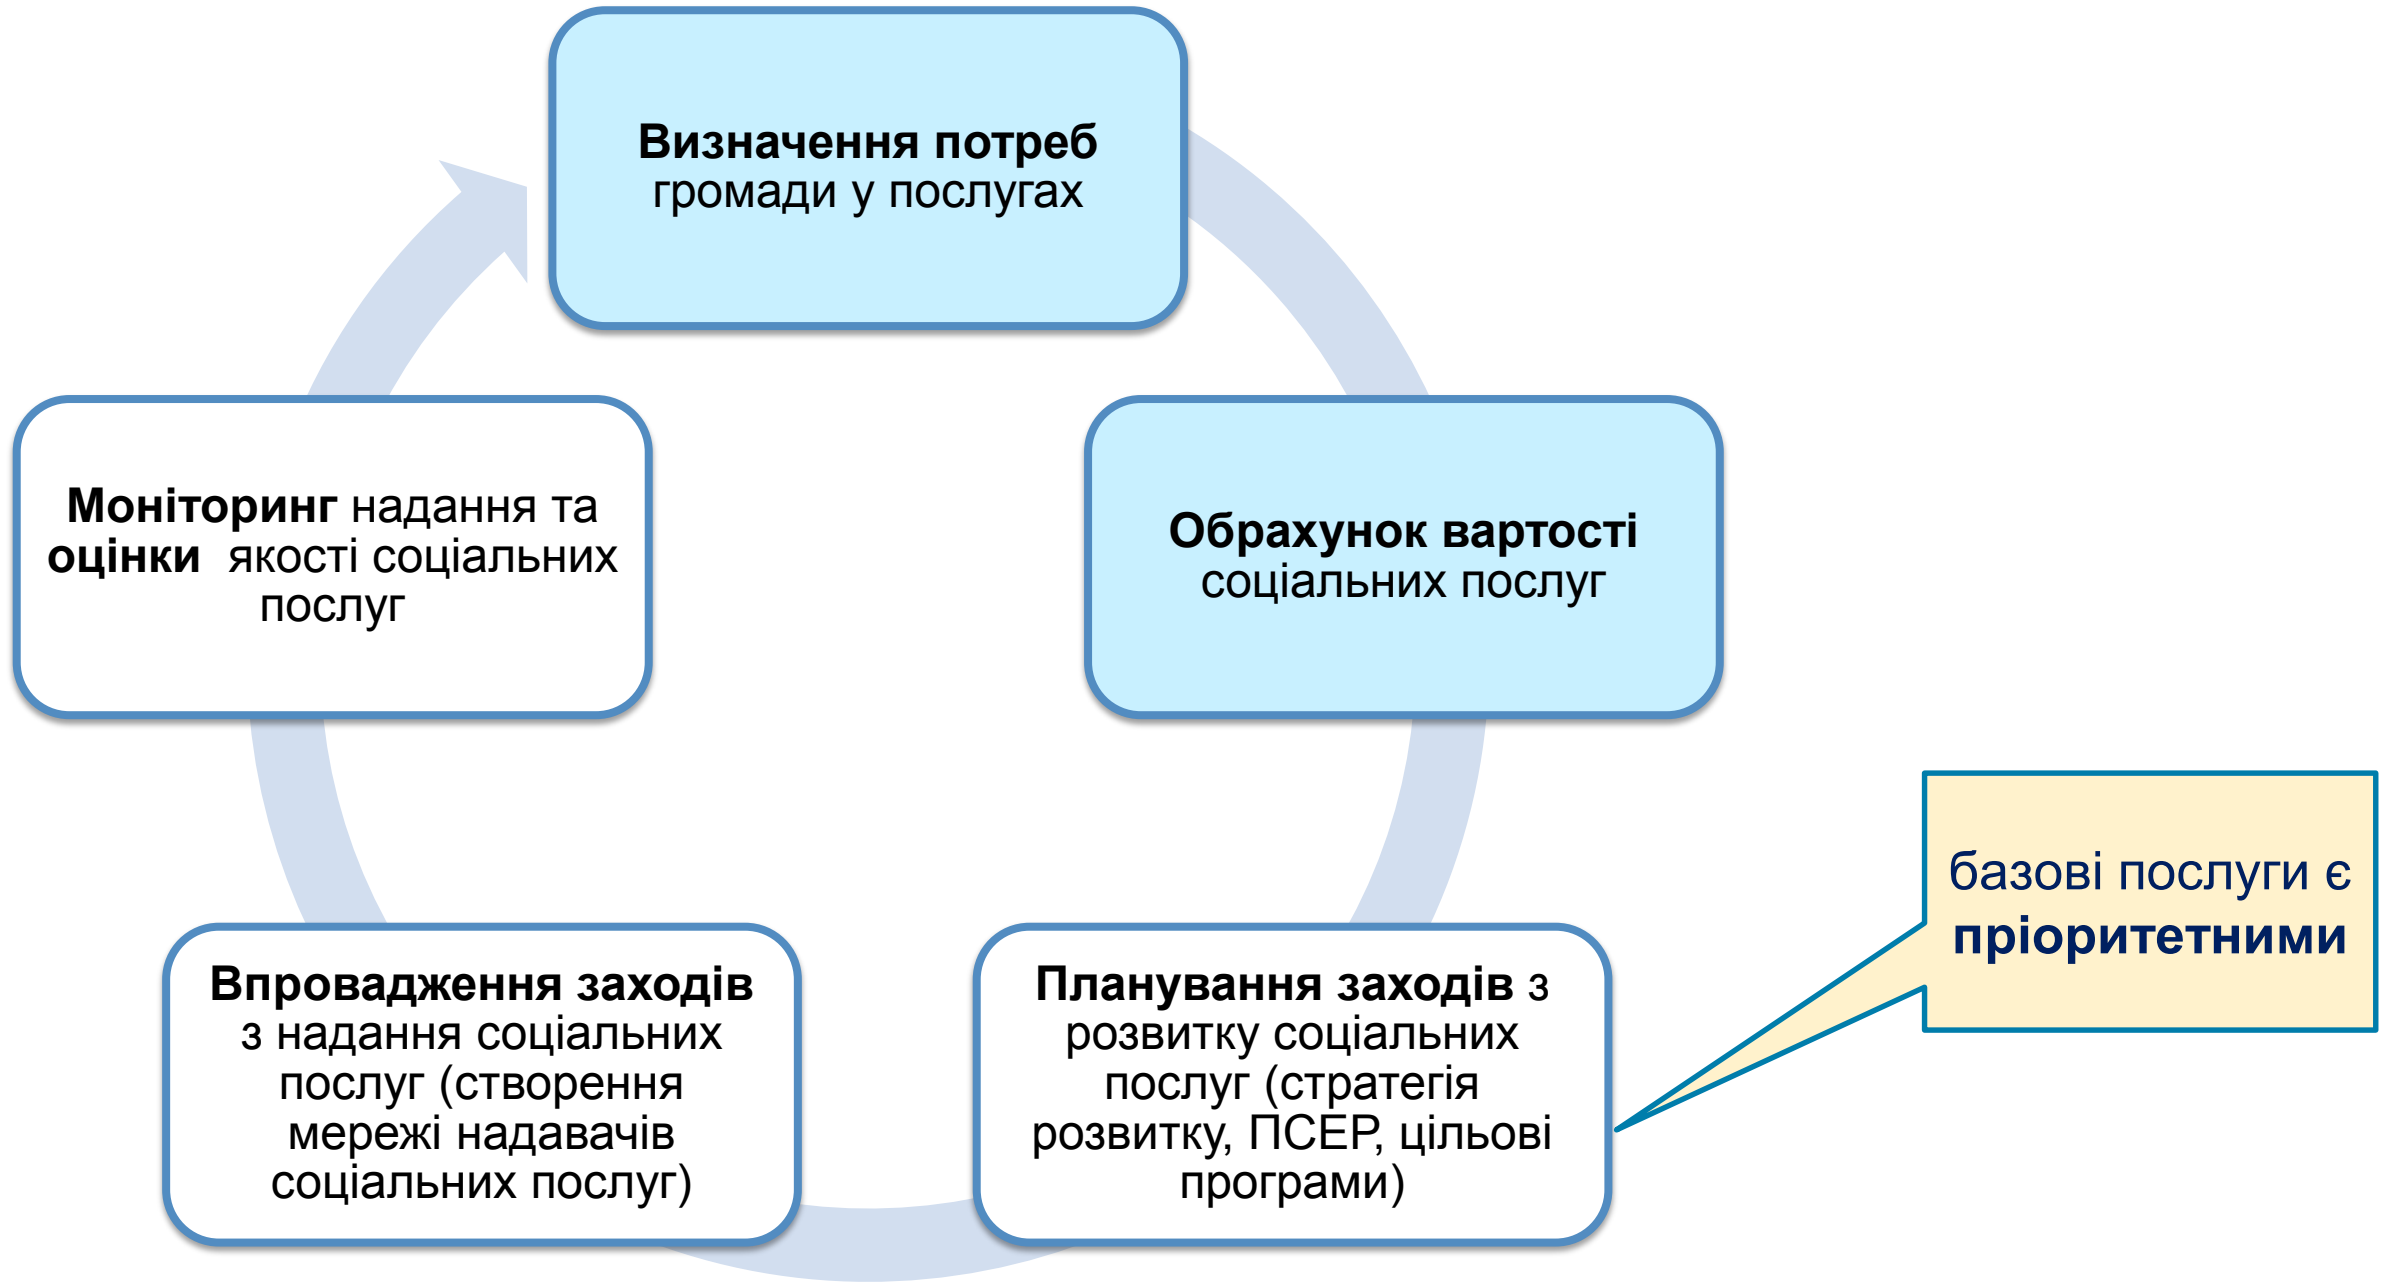 Визначення потреб
громади у послугах
Обрахунок вартості
соціальних послуг
Планування заходів з
розвитку соціальних
послуг (стратегія
розвитку, ПСЕР, цільові
програми)
базові послуги є
пріоритетними
Впровадження заходів
з надання соціальних
послуг (створення
мережі надавачів
соціальних послуг)
Моніторинг надання та
оцінки  якості соціальних
послуг